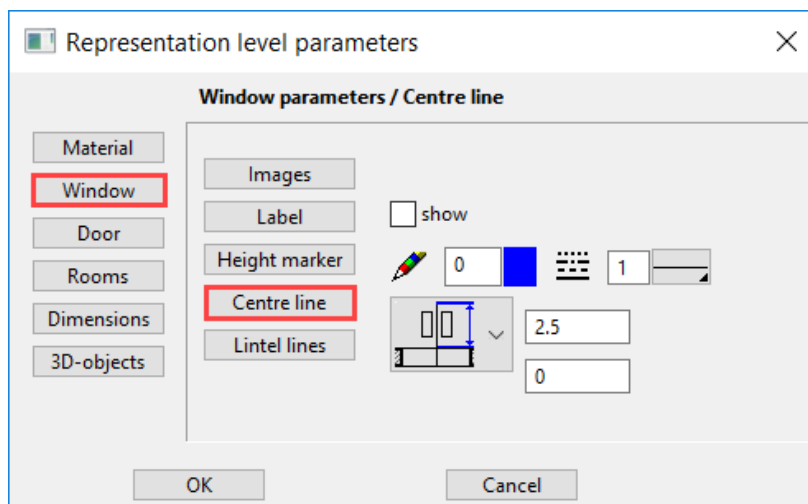 Representation level parameters
Window parameters / Centre line
Material
Window
Door
Rooms
Dimensions
3D-objects
Images
Label
Height marker
Centre line
Lintel lines
show
0
1
2.5
0
OK
Cancel